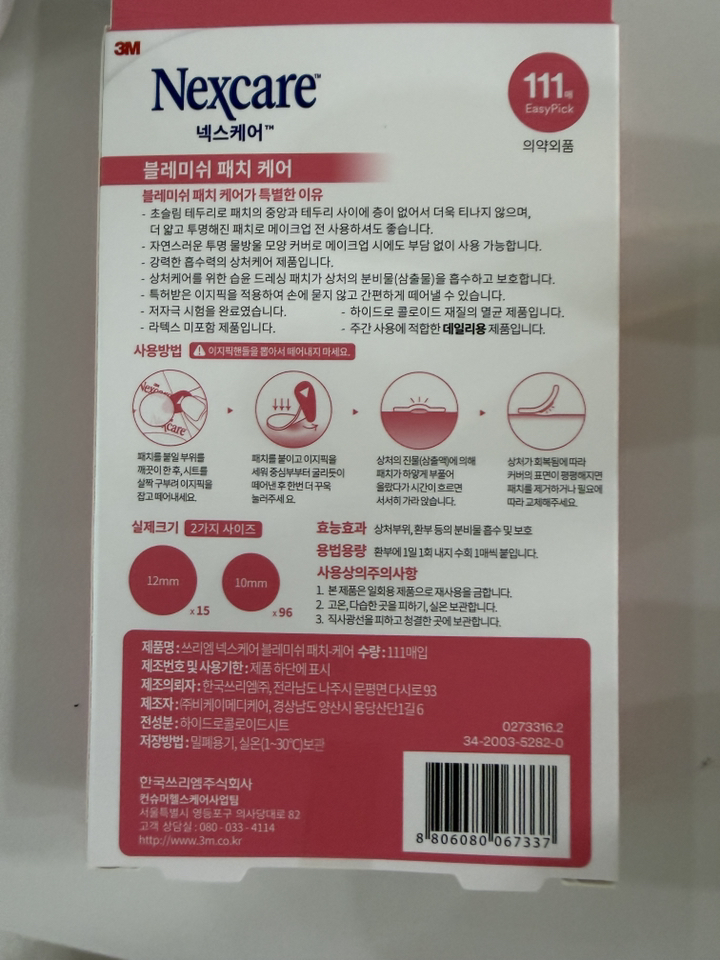 3M
Nexcare™
넥스케어™
111매
EasyPick
의약외품
블레미쉬 패치 케어
블레미쉬 패치 케어가 특별한 이유
- 초슬림 테두리로 패치의 중앙과 테두리 사이에 층이 없어서 더욱 티나지 않으며,
더 얇고 투명해진 패치로 메이크업 전 사용하셔도 좋습니다.
- 자연스러운 투명 물방울 모양 커버로 메이크업 시에도 부담 없이 사용 가능합니다.
- 강력한 흡수력의 상처케어 제품입니다.
- 상처케어를 위한 습윤 드레싱 패치가 상처의 분비물(삼출물)을 흡수하고 보호합니다.
- 특허받은 이지픽을 적용하여 손에 묻지 않고 간편하게 떼어낼 수 있습니다.
- 저자극 시험을 완료였습니다.
- 하이드로 콜로이드 재질의 멸균 제품입니다.
- 라텍스 미포함 제품입니다.
- 주간 사용에 적합한 데일리용 제품입니다.
사용방법
이지픽핸들을 뽑아서 떼어내지 마세요.
Nexcare
care
패치를 붙일 부위를
깨끗이 한 후, 시트를
살짝 구부려 이지픽을
잡고 떼어내세요.
패치를 붙이고 이지픽을
세워 중심부부터 굴리듯이
떼어낸 후 한번 더 꾸욱
눌러주세요.
상처의 진물(삼출액)에 의해
패치가 하얗게 부풀어
올랐다가 시간이 흐르면
서서히 가라앉습니다.
상처가 회복됨에 따라
커버의 표면이 평평해지면
패치를 제거하거나 필요에
따라 교체해주세요.
실제크기 2가지 사이즈
12mm
x15
10mm
x96
효능효과 상처부위, 환부 등의 분비물 흡수 및 보호
용법용량 환부에 1일 1회 내지 수회 1매씩 붙입니다.
사용상의주의사항
1. 본 제품은 일회용 제품으로 재사용을 금합니다.
2. 고온, 다습한 곳을 피하기, 실온 보관합니다.
3. 직사광선을 피하고 청결한 곳에 보관합니다.
제품명 : 쓰리엠 넥스케어 블레미쉬 패치-케어 수량 : 111매입
제조번호 및 사용기한 : 제품 하단에 표시
제조의뢰자 : 한국쓰리엠㈜, 전라남도 나주시 문평면 다시로 93
제조자 : ㈜비케이메디케어, 경상남도 양산시 용당산단1길 6
전성분 : 하이드로콜로이드시트
저장방법 : 밀폐용기, 실온(1~30℃)보관
0273316.2
34-2003-5282-0
한국쓰리엠주식회사
컨슈머헬스케어사업팀
서울특별시 영등포구 의사당대로 82
고객 상담실 : 080 - 033 - 4114
http://www.3m.co.kr
8 806080 067337